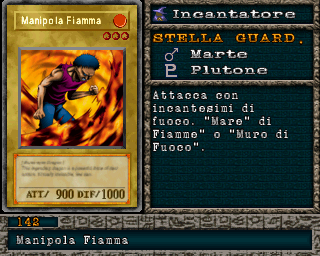 Manipola Fiamma
ATT/ 900 DIF/1000
Incantatore
STELLA GUARD.
Marte
Plutone
Attacca con
incantesimi di
fuoco. "Mare" di
Fiamme" o "Muro di
Fuoco".
142
Manipola Fiamma